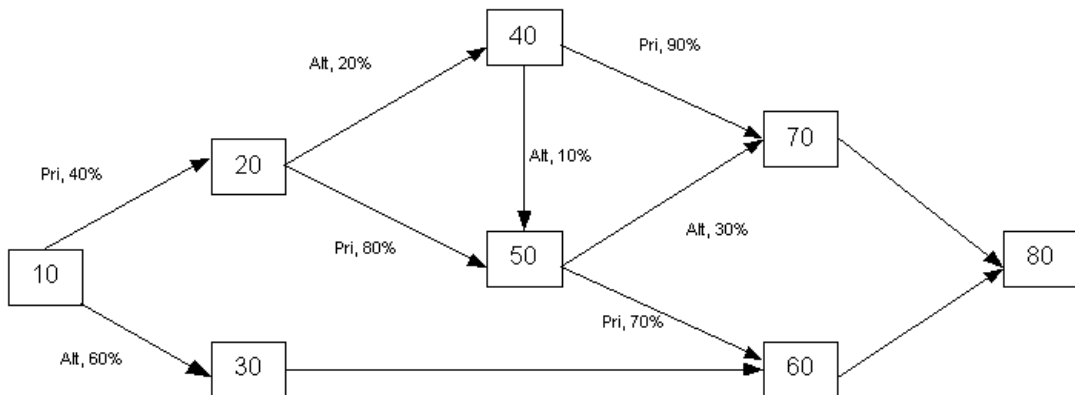 40
Pri, 90%
Alt, 20%
70
20
Alt, 10%
Pri, 40%
Alt, 30%
Pri, 80%
50
80
10
Pri, 70%
Alt, 60%
30
60